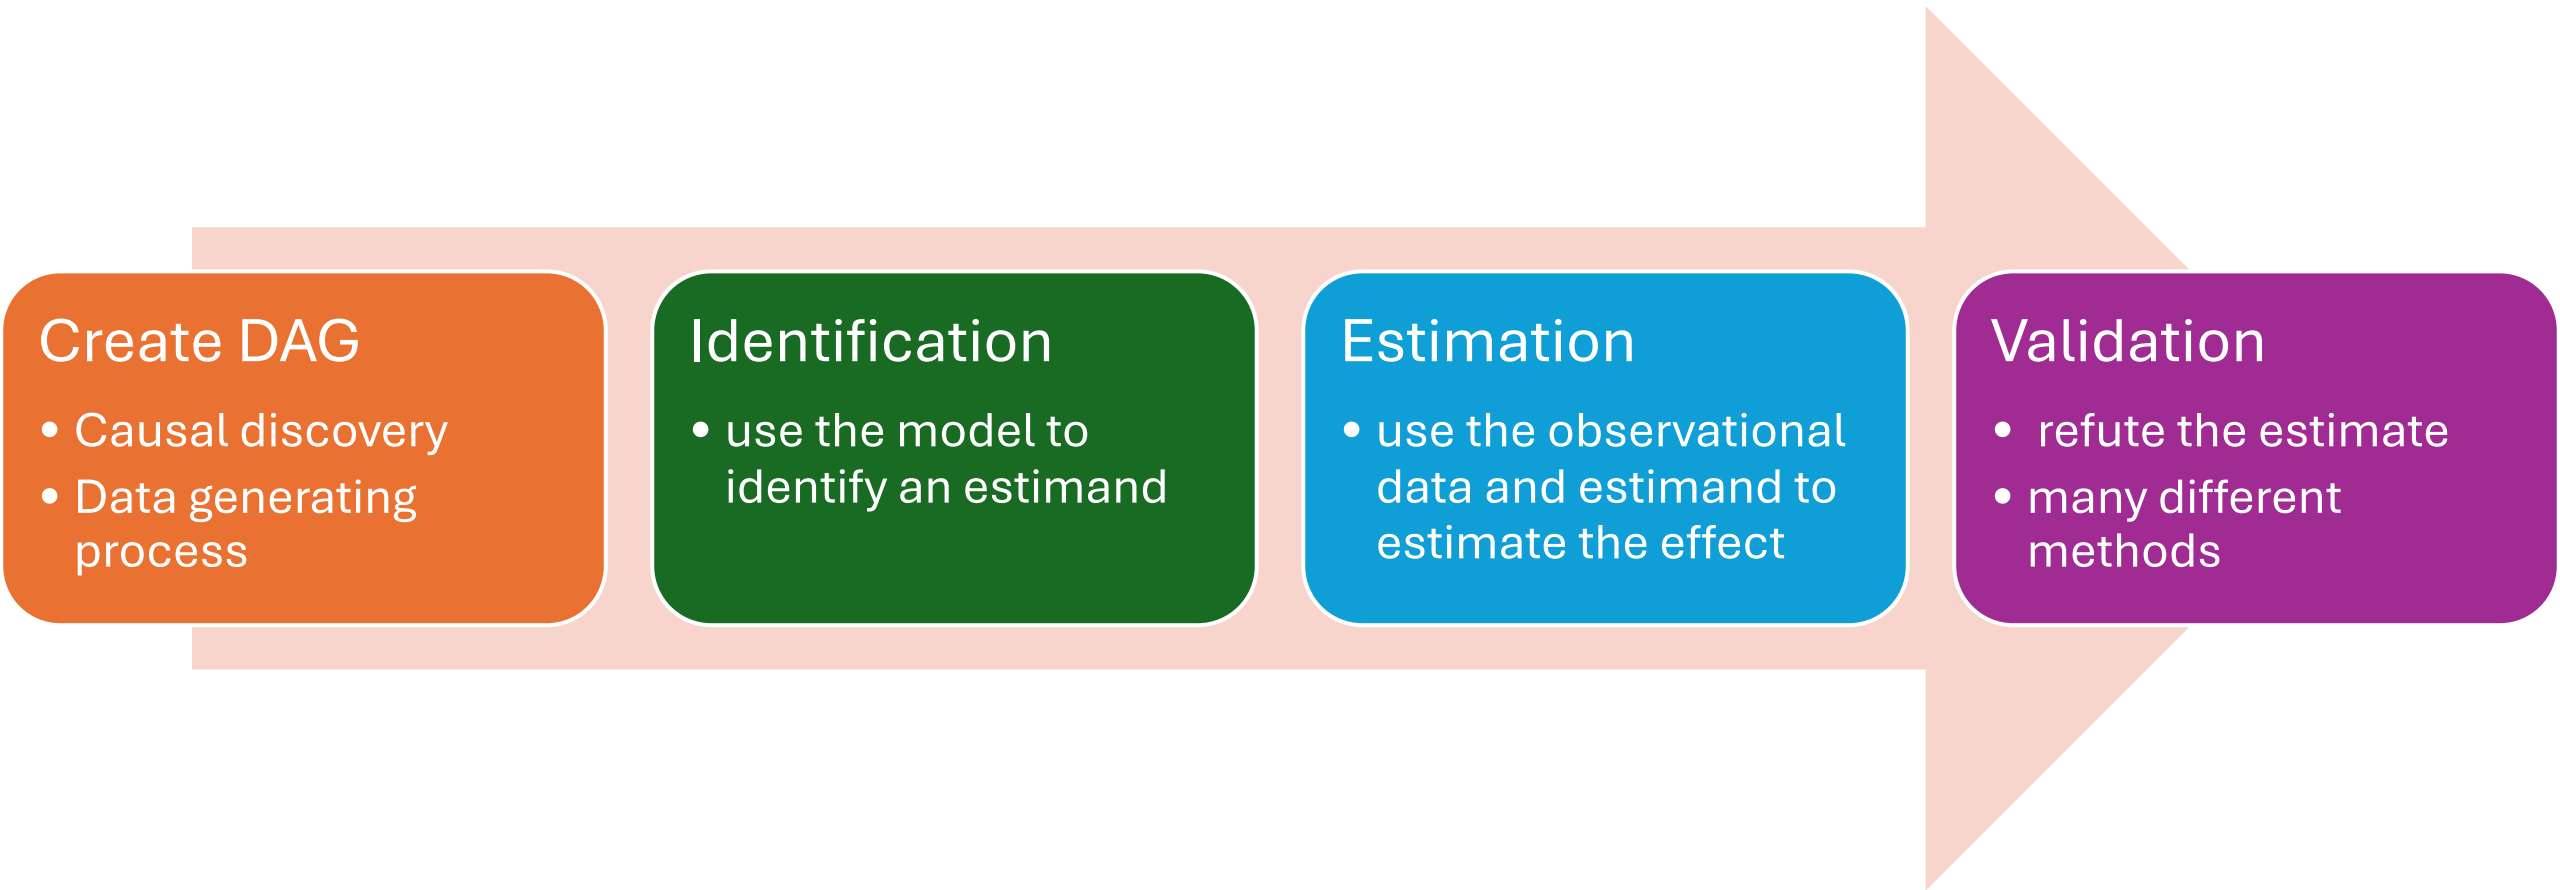 Create DAG
• Causal discovery
• Data generating
process
Identification
• use the model to
identify an estimand
Estimation
• use the observational
data and estimand to
estimate the effect
Validation
• refute the estimate
• many different
methods